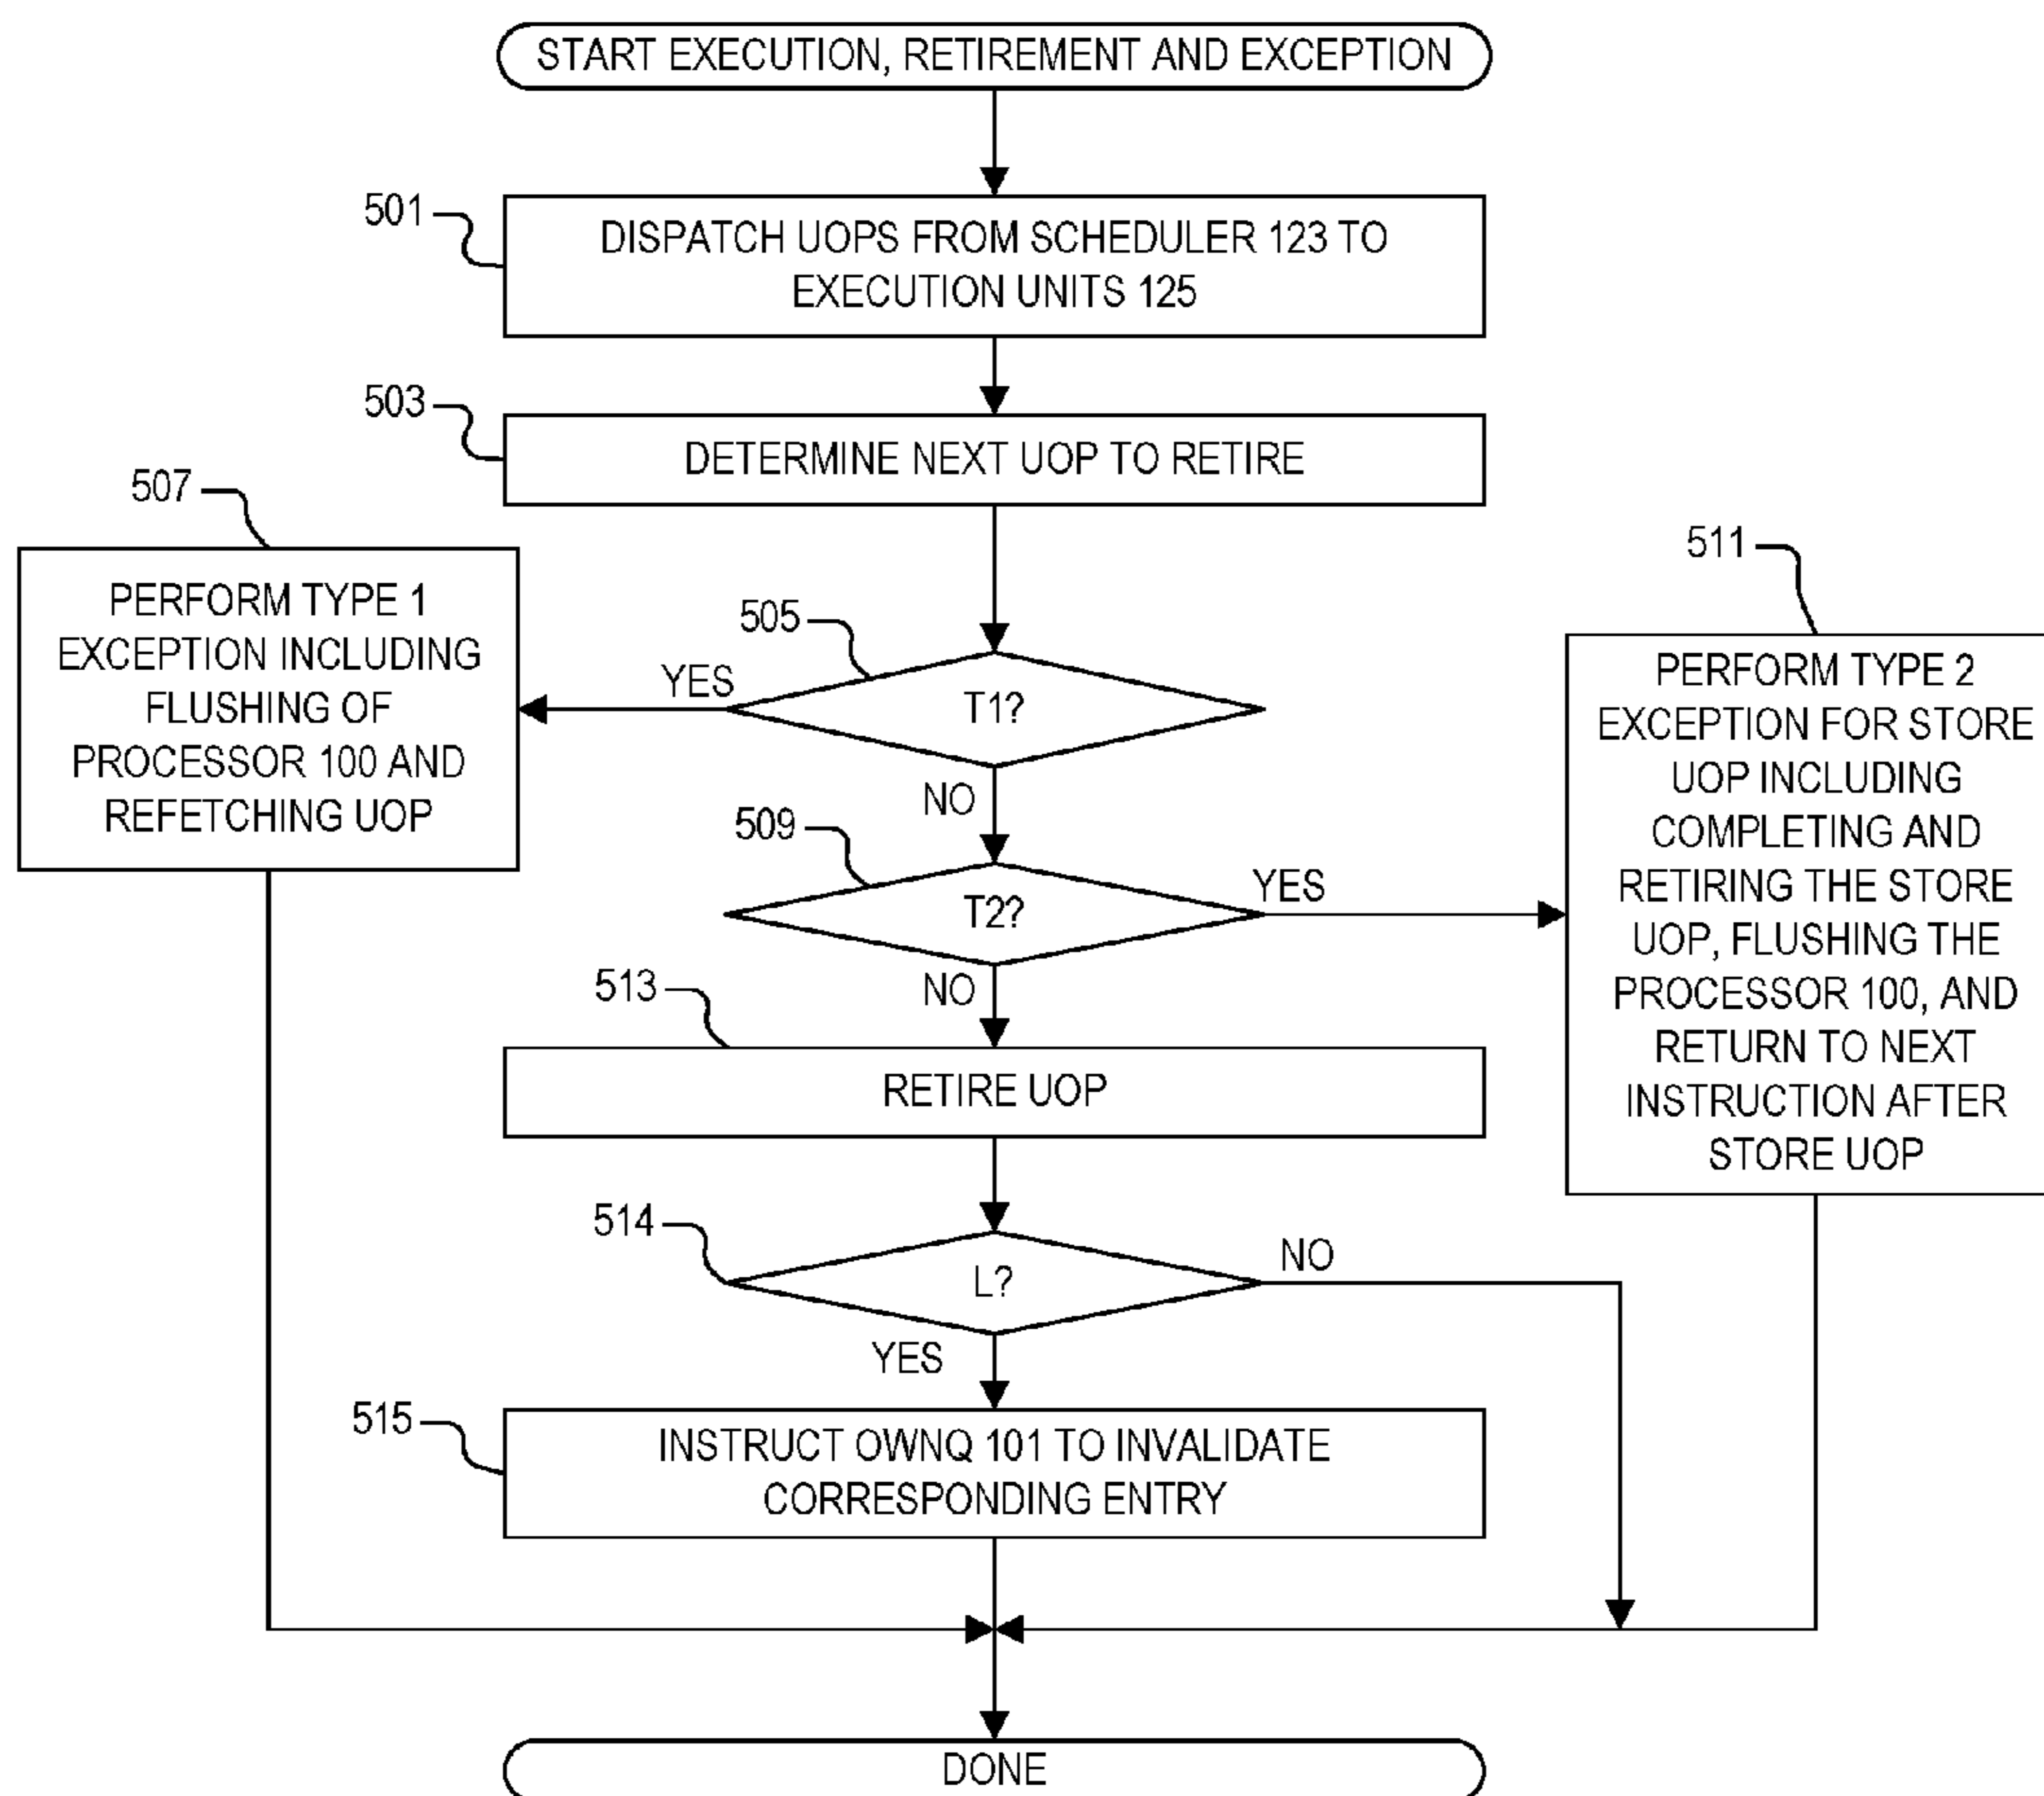 START EXECUTION, RETIREMENT AND EXCEPTION
501
DISPATCH UOPS FROM SCHEDULER 123 TO
EXECUTION UNITS 125
503
DETERMINE NEXT UOP TO RETIRE
507
PERFORM TYPE 1
EXCEPTION INCLUDING
FLUSHING OF
PROCESSOR 100 AND
REFETCHING UOP
505
T1?
YES
NO
509
T2?
YES
NO
511
PERFORM TYPE 2
EXCEPTION FOR STORE
UOP INCLUDING
COMPLETING AND
RETIRING THE STORE
UOP, FLUSHING THE
PROCESSOR 100, AND
RETURN TO NEXT
INSTRUCTION AFTER
STORE UOP
513
RETIRE UOP
514
L?
NO
YES
515
INSTRUCT OWNQ 101 TO INVALIDATE
CORRESPONDING ENTRY
DONE